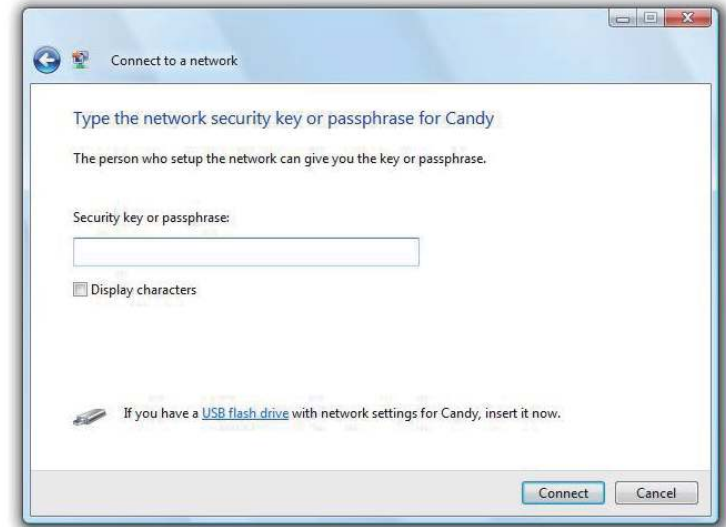 Connect to a network
Type the network security key or passphrase for Candy
The person who setup the network can give you the key or passphrase.
Security key or passphrase:
Display characters
If you have a USB flash drive with network settings for Candy, insert it now.
Connect Cancel